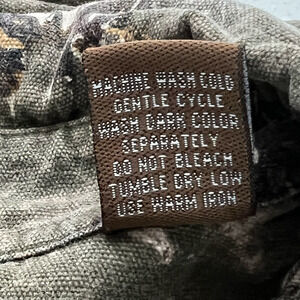 MACHINE WASH COLD
GENTLE CYCLE
WASH DARK COLOR
SEPARATELY
DO NOT BLEACH
TUMBLE DRY LOW
USE WARM IRON